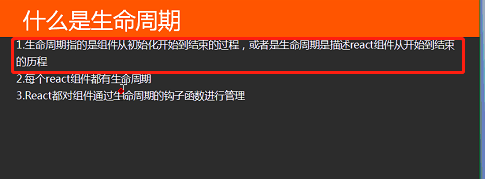 什么是生命周期
1.生命周期指的是组件从初始化开始到结束的过程，或者是生命周期是描述react组件从开始到结束
的历程
2.每个react组件都有生命周期
3.React都对组件通过生命周期的钩子函数进行管理